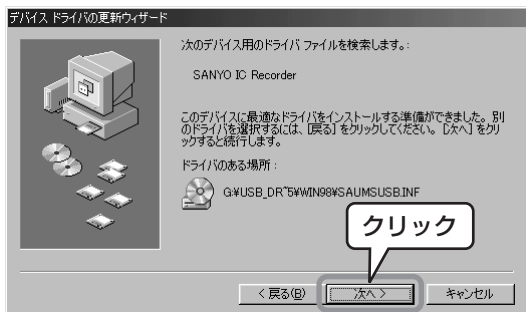 デバイス ドライバの更新ウィザード
次のデバイス用のドライバ ファイルを検索します。:
SANYO IC Recorder
このデバイスに最適なドライバをインストールする準備ができました。別
のドライバを選択するには、[戻る] をクリックしてください。[次へ] をクリ
ックすると続行します。
ドライバのある場所:
G:¥USB_DR~5¥WIN98¥SAUMSUSB.INF
クリック
< 戻る(B)
次へ >
キャンセル